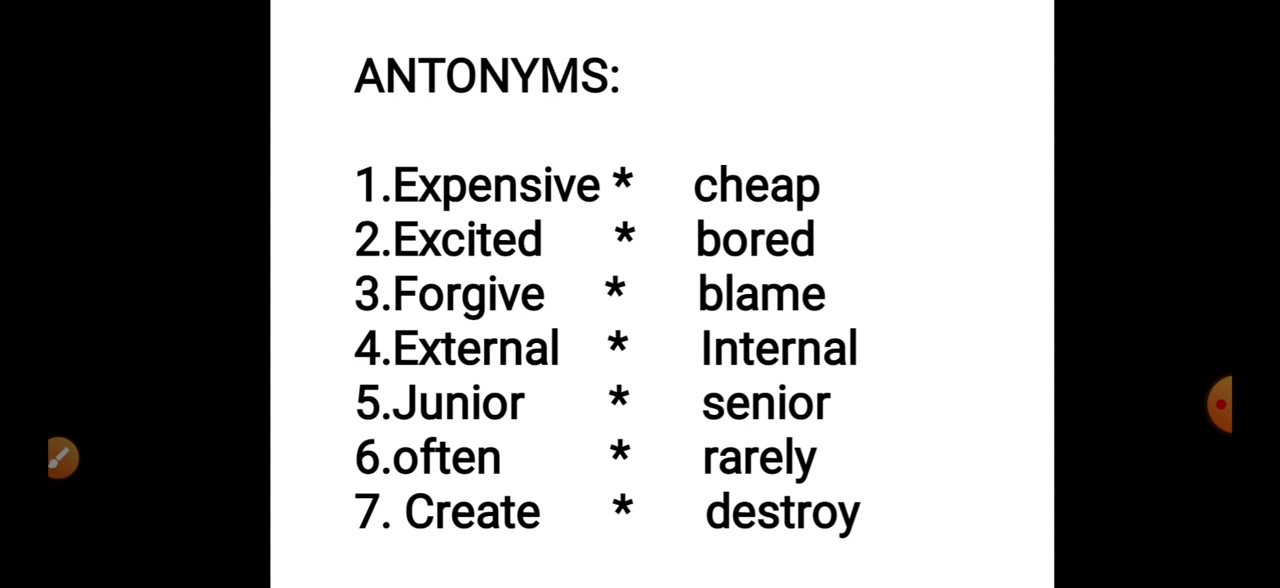 ANTONYMS:
1.Expensive * cheap
2.Excited * bored
3.Forgive * blame
4.External * Internal
5.Junior * senior
6.often * rarely
7. Create * destroy